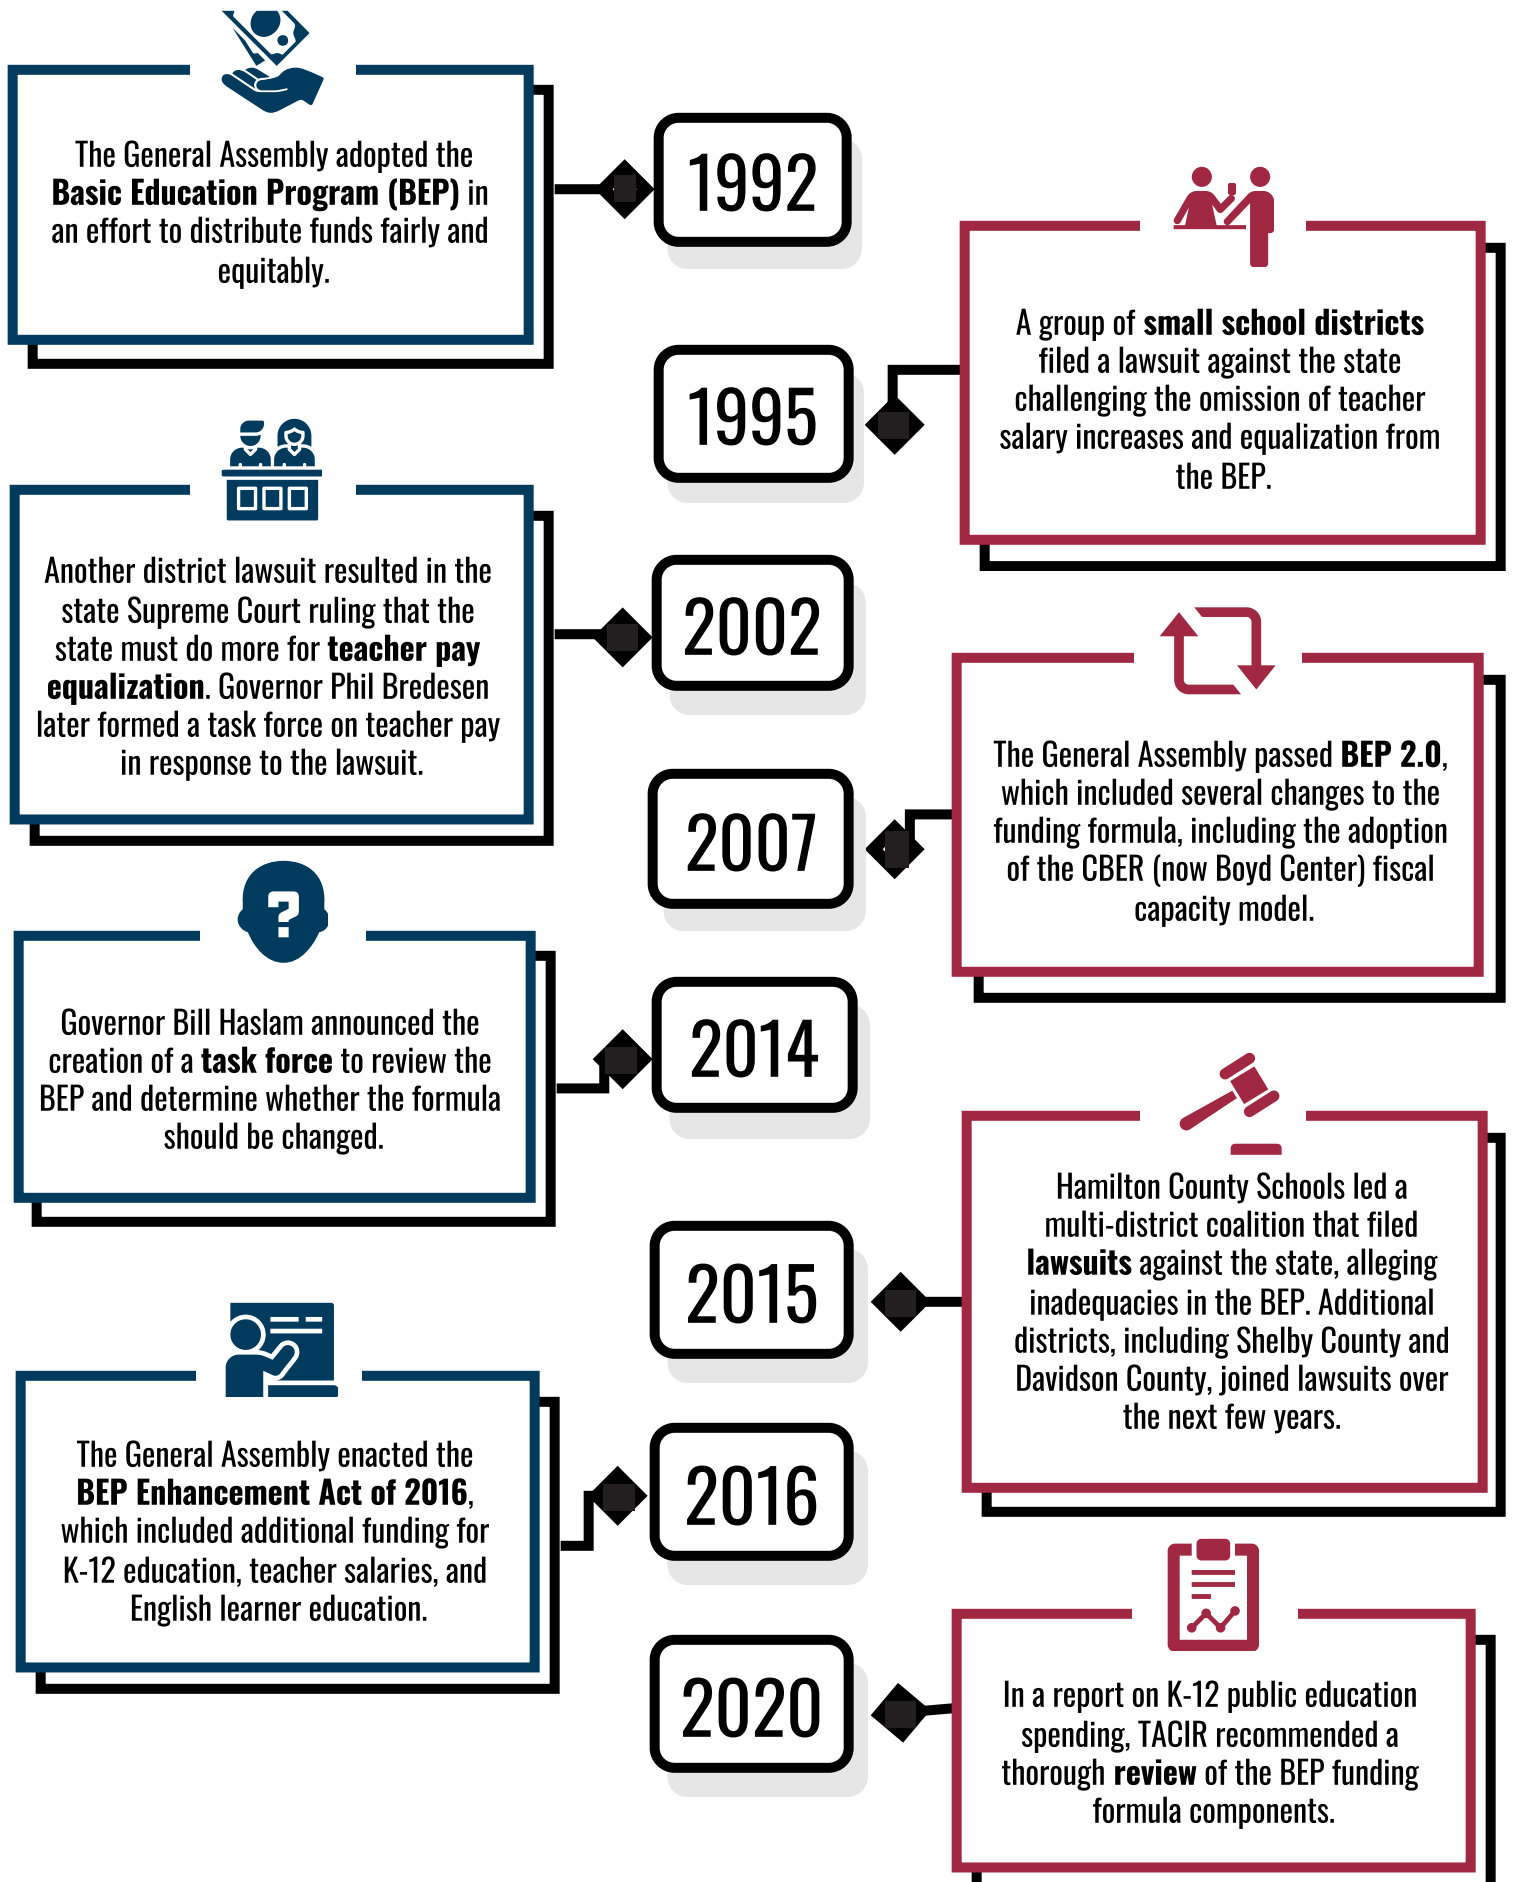 The General Assembly adopted the
Basic Education Program (BEP) in
an effort to distribute funds fairly and
equitably.
1992
1995
A group of small school districts
filed a lawsuit against the state
challenging the omission of teacher
salary increases and equalization from
the BEP.
Another district lawsuit resulted in the
state Supreme Court ruling that the
state must do more for teacher pay
equalization. Governor Phil Bredesen
later formed a task force on teacher pay
in response to the lawsuit.
2002
2007
The General Assembly passed BEP 2.0,
which included several changes to the
funding formula, including the adoption
of the CBER (now Boyd Center) fiscal
capacity model.
?
Governor Bill Haslam announced the
creation of a task force to review the
BEP and determine whether the formula
should be changed.
2014
2015
Hamilton County Schools led a
multi-district coalition that filed
lawsuits against the state, alleging
inadequacies in the BEP. Additional
districts, including Shelby County and
Davidson County, joined lawsuits over
the next few years.
The General Assembly enacted the
BEP Enhancement Act of 2016,
which included additional funding for
K-12 education, teacher salaries, and
English learner education.
2016
2020
In a report on K-12 public education
spending, TACIR recommended a
thorough review of the BEP funding
formula components.